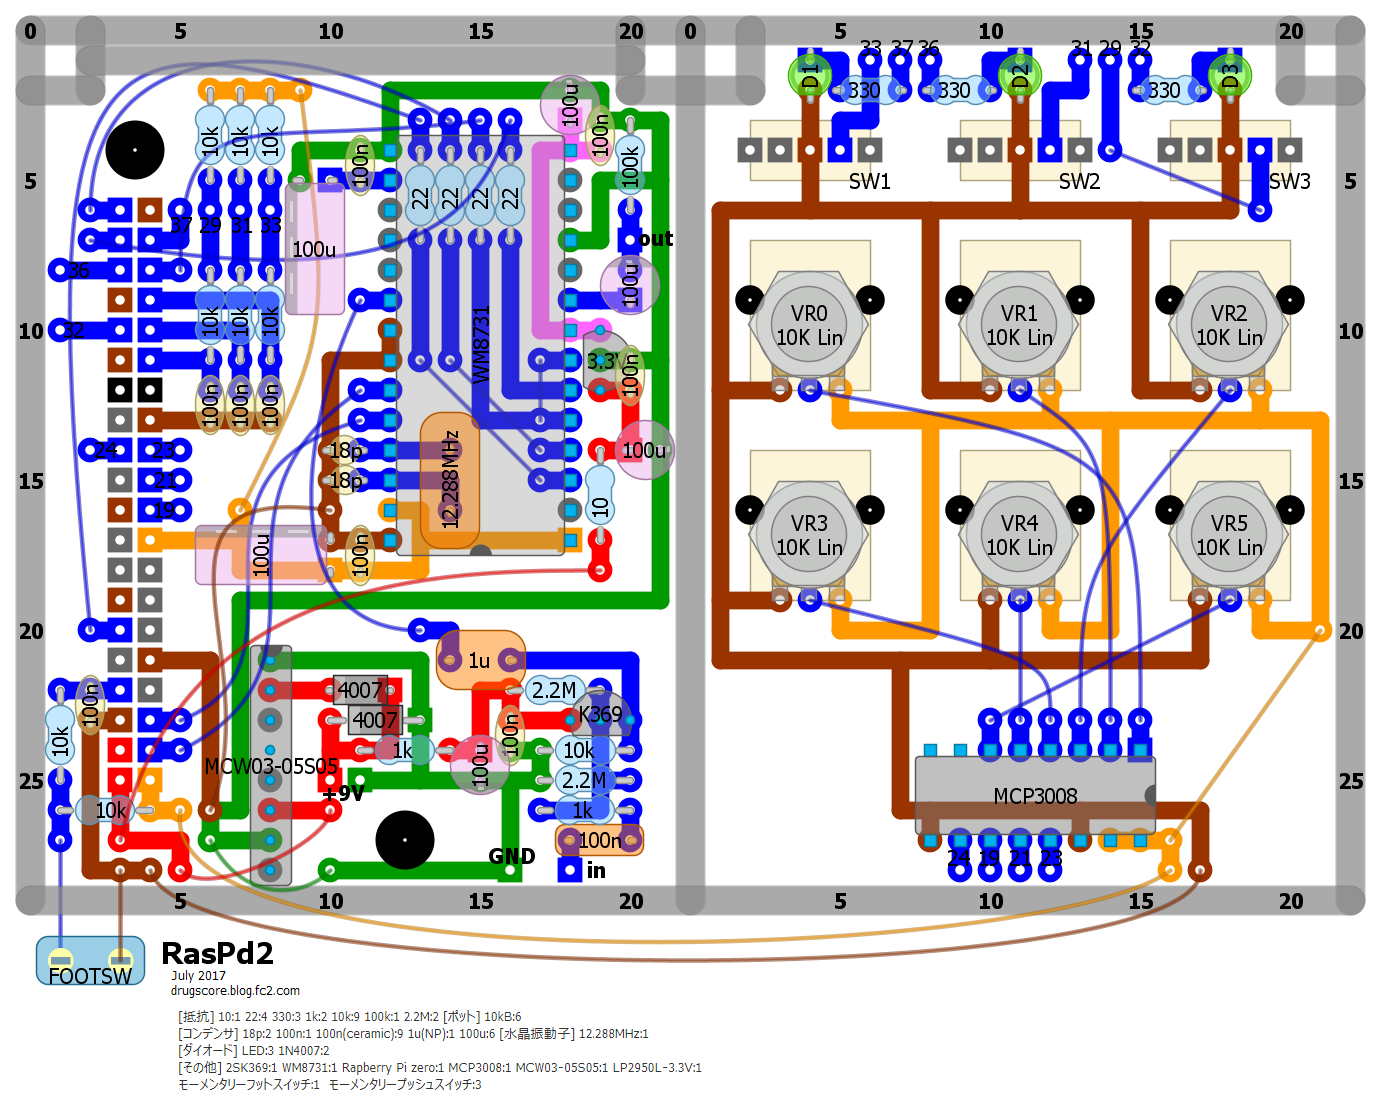 0 5 10 15 20 0 5 10 15 20
33 37 36 31 29 32
D1 330 330 D2 330 D3
100u
10k 10k 10k 100n 22 22 22 22 100n 100k
5 SW1 SW2 SW3 5
37 29 31 33
100u out
36 100u
VR0 VR1 VR2
10K Lin 10K Lin 10K Lin
10 32 10k 10k 10k WM8731 10
3.3V 100n
100n 100n 100n
24 23 18p 12.288MHz 100u
15 21 18p 10 15
19
VR3 VR4 VR5
10K Lin 10K Lin 10K Lin
100u 100n
20 1u 20
100n 4007 2.2M
4007 K369
10k 1k 100n 10k
MCW03-05S05 100u 2.2M
25 +9V MCP3008 25
10k 1k
100n
GND in 24 19 21 23
5 10 15 20 5 10 15 20
RasPd2
FOOTSW July 2017
drugscore.blog.fc2.com
[抵抗] 10:1 22:4 330:3 1k:2 10k:9 100k:1 2.2M:2 [ポット] 10kB:6
[コンデンサ] 18p:2 100n:1 100n(ceramic):9 1u(NP):1 100u:6 [水晶振動子] 12.288MHz:1
[ダイオード] LED:3 1N4007:2
[その他] 2SK369:1 WM8731:1 Rapberry Pi zero:1 MCP3008:1 MCW03-05S05:1 LP2950L-3.3V:1
モーメンタリーフットスイッチ:1 モーメンタリープッシュスイッチ:3